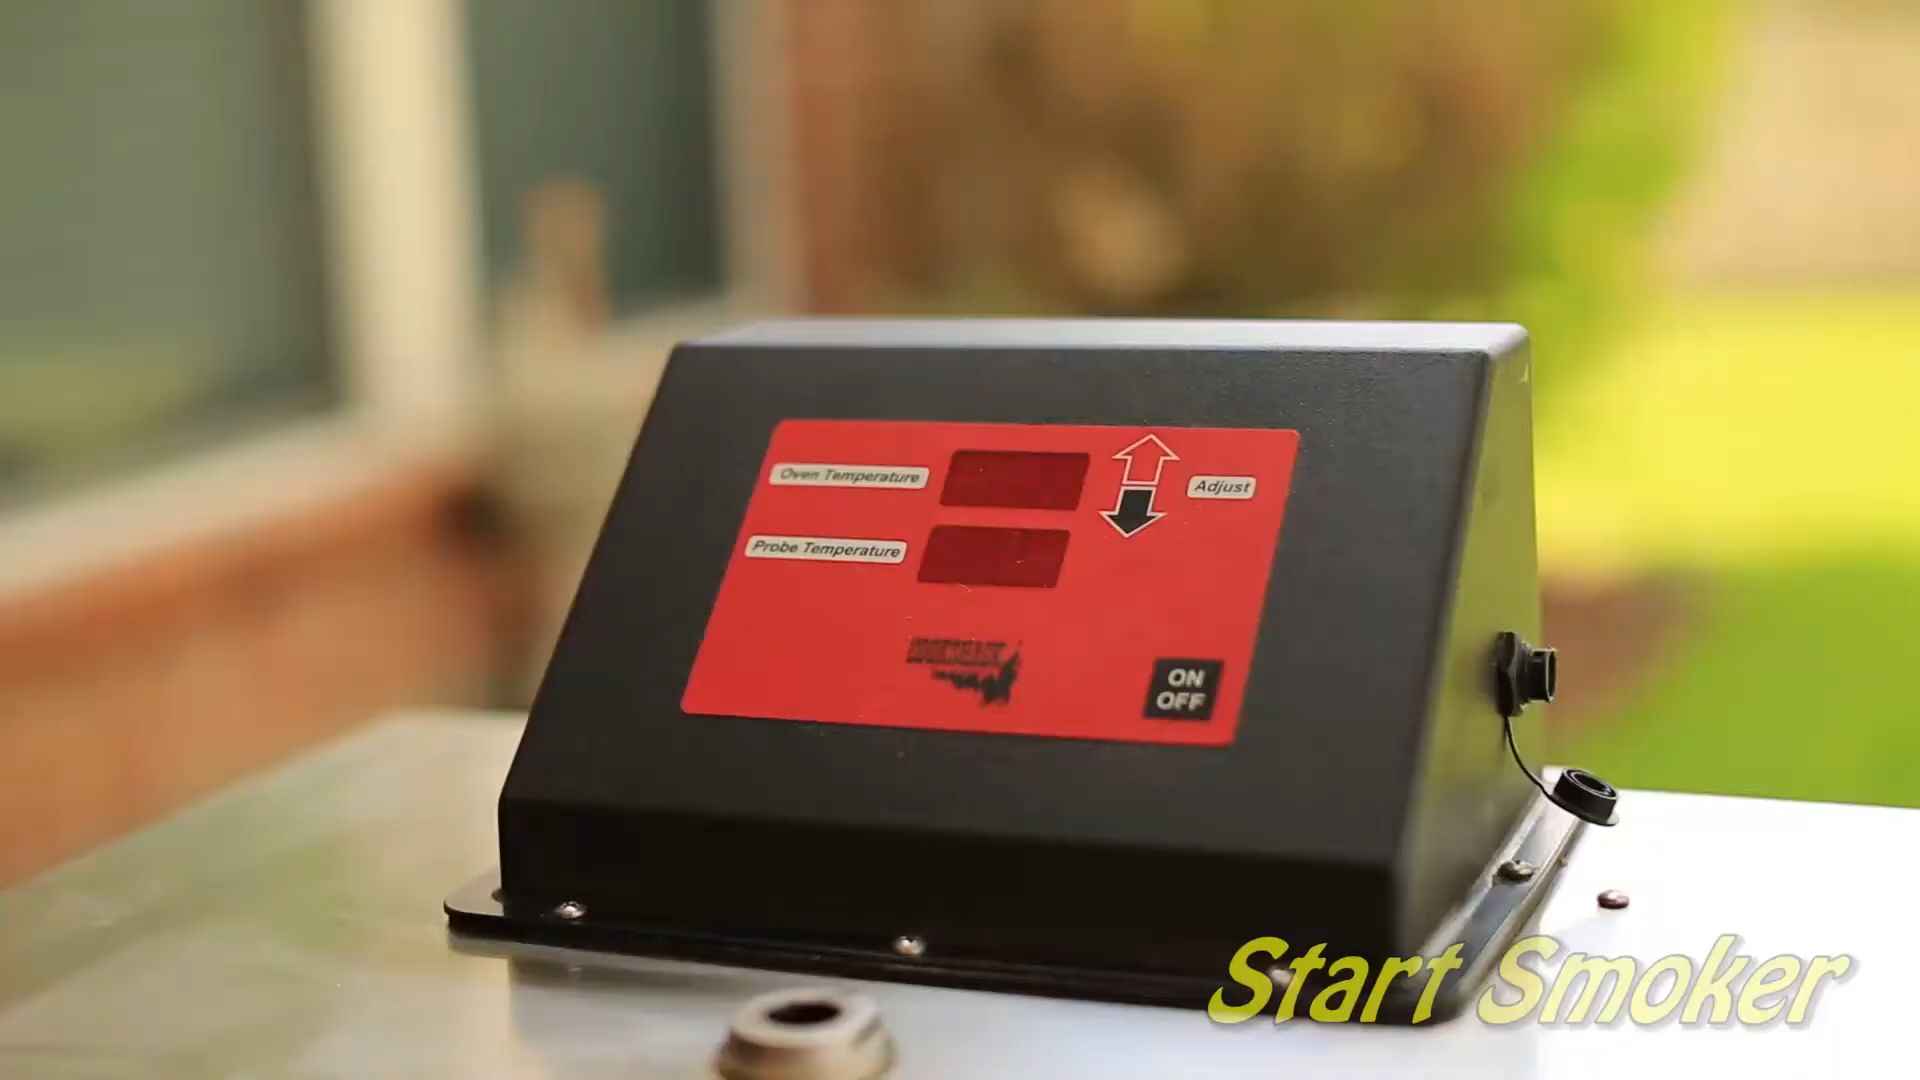 Oven Temperature
Adjust
Probe Temperature
ON
OFF
Start Smoker